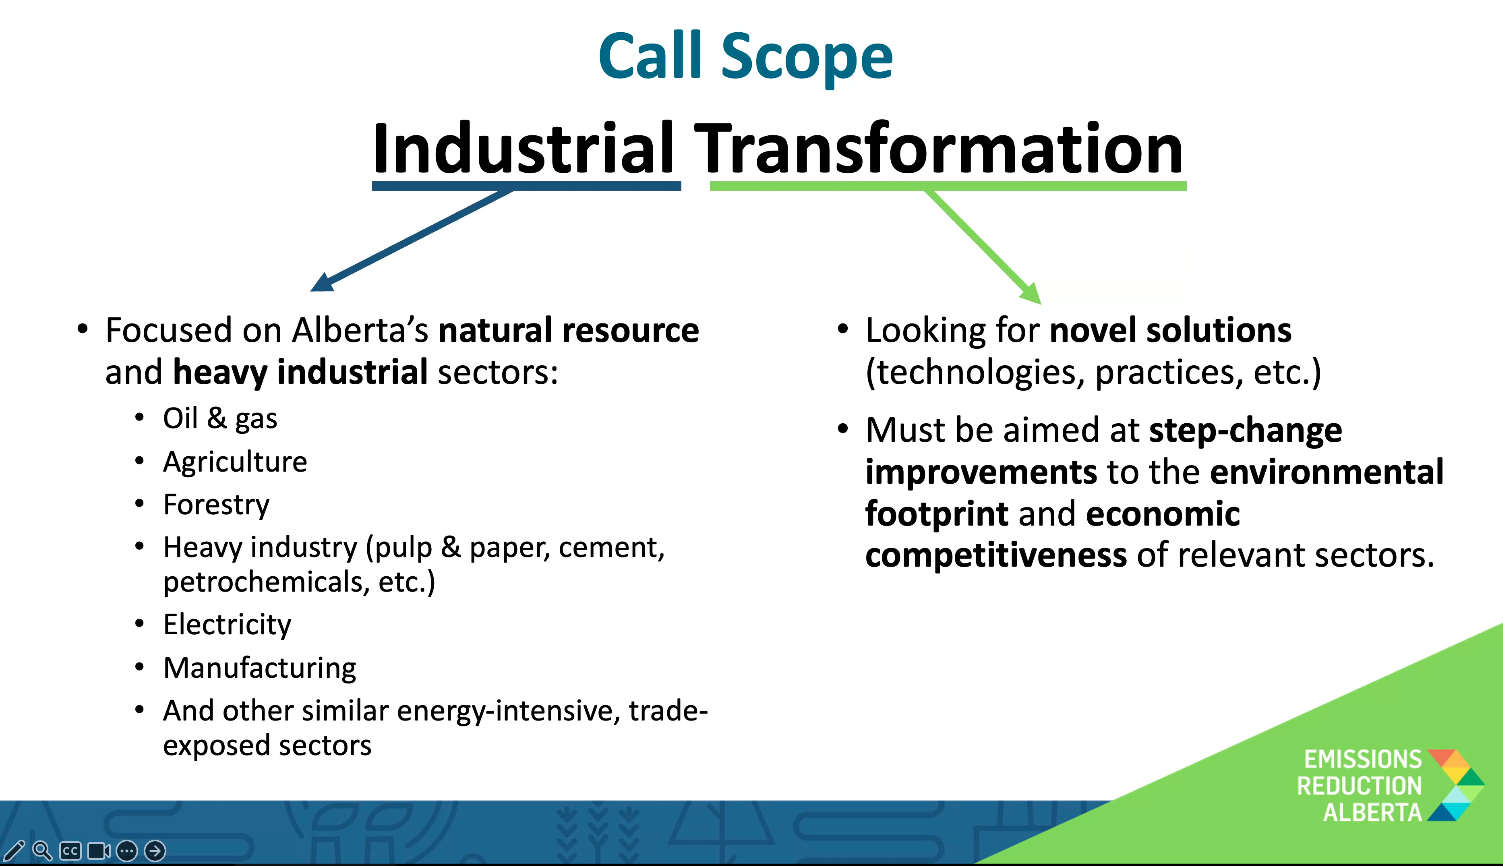 Call Scope
Industrial Transformation
• Focused on Alberta's natural resource
and heavy industrial sectors:
• Oil & gas
• Agriculture
• Forestry
• Heavy industry (pulp & paper, cement,
petrochemicals, etc.)
• Electricity
• Manufacturing
• And other similar energy-intensive, trade-
exposed sectors
• Looking for novel solutions
(technologies, practices, etc.)
• Must be aimed at step-change
improvements to the environmental
footprint and economic
competitiveness of relevant sectors.
EMISSIONS
REDUCTION
ALBERTA
CC